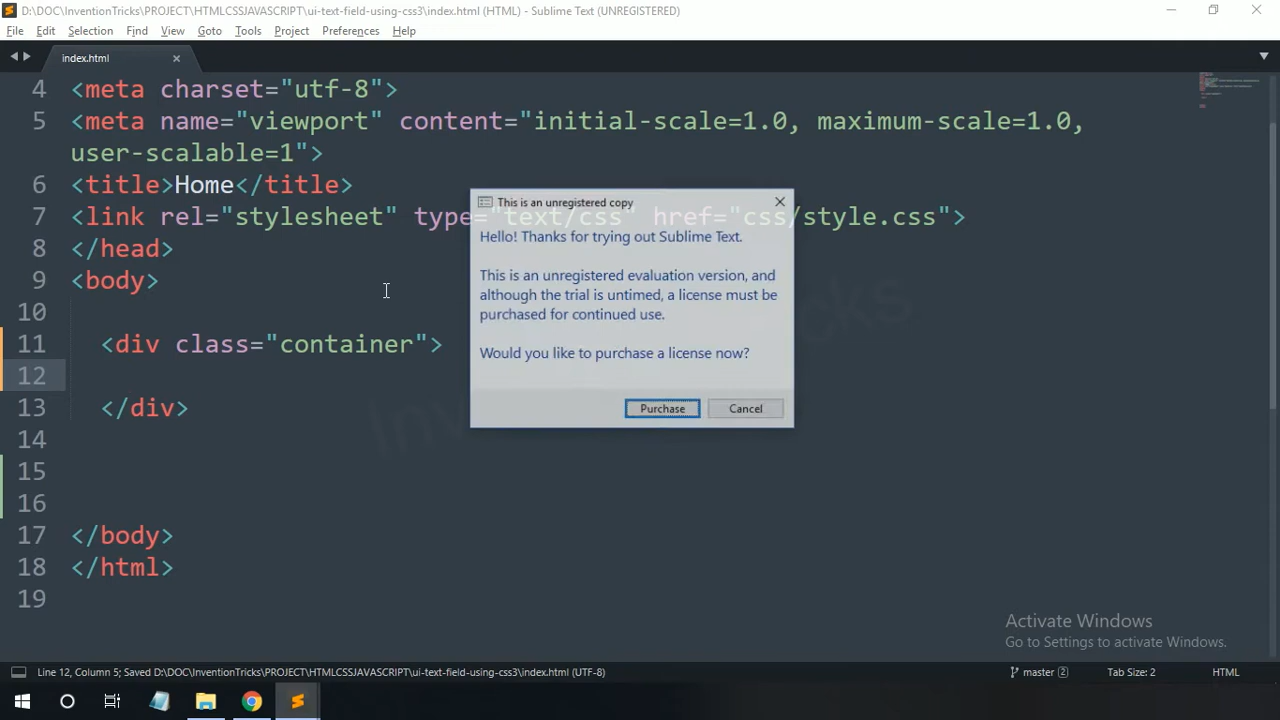 D:\DOC\InventionTricks\PROJECT\HTMLCSSJAVASCRIPT\ui-text-field-using-css3\index.html (HTML) - Sublime Text (UNREGISTERED)
File Edit Selection Find View Goto Tools Project Preferences Help
index.html
4 <meta charset="utf-8">
5 <meta name="viewport" content="initial-scale=1.0, maximum-scale=1.0,
user-scalable=1">
6 <title>Home</title>
7 <link rel="stylesheet" type="text/css" href="css/style.css">
8 </head>
9 <body>
10
11 <div class="container">
12
13 </div>
14
15
16
17 </body>
18 </html>
19
This is an unregistered copy
Hello! Thanks for trying out Sublime Text.
This is an unregistered evaluation version, and
although the trial is untimed, a license must be
purchased for continued use.
Would you like to purchase a license now?
Purchase Cancel
Activate Windows
Go to Settings to activate Windows.
Line 12, Column 5; Saved D:\DOC\InventionTricks\PROJECT\HTMLCSSJAVASCRIPT\ui-text-field-using-css3\index.html (UTF-8)
master 2 Tab Size: 2 HTML